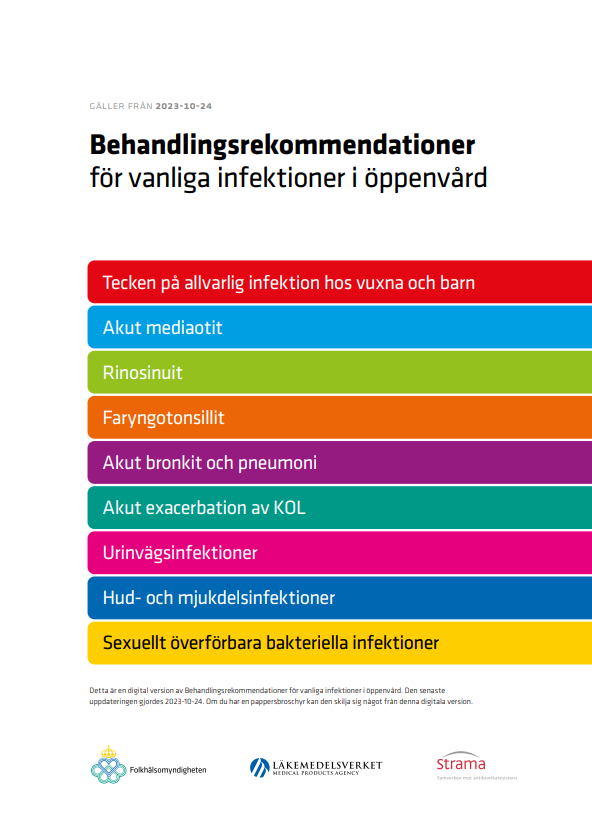 GÄLLER FRÅN 2023-10-24
Behandlingsrekommendationer
för vanliga infektioner i öppenvård
Tecken på allvarlig infektion hos vuxna och barn
Akut mediaotit
Rinosinuit
Faryngotonsillit
Akut bronkit och pneumoni
Akut exacerbation av KOL
Urinvägsinfektioner
Hud- och mjukdelsinfektioner
Sexuellt överförbara bakteriella infektioner
Detta är en digital version av Behandlingsrekommendationer för vanliga infektioner i öppenvård. Den senaste
uppdateringen gjordes 2023-10-24. Om du har en pappersbroschyr kan den skilja sig något från denna digitala version.
Folkhälsomyndigheten
LÄKEMEDELSVERKET
MEDICAL PRODUCTS AGENCY
strama
Samverkan mot antibiotikaresistens